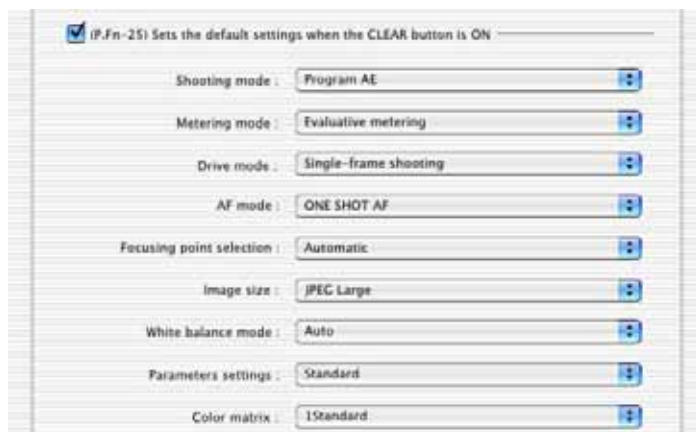 (P.Fn-25) Sets the default settings when the CLEAR button is ON
Shooting mode : Program AE
Metering mode : Evaluative metering
Drive mode : Single-frame shooting
AF mode : ONE SHOT AF
Focusing point selection : Automatic
Image size : JPEG Large
White balance mode : Auto
Parameters settings : Standard
Color matrix : 1Standard